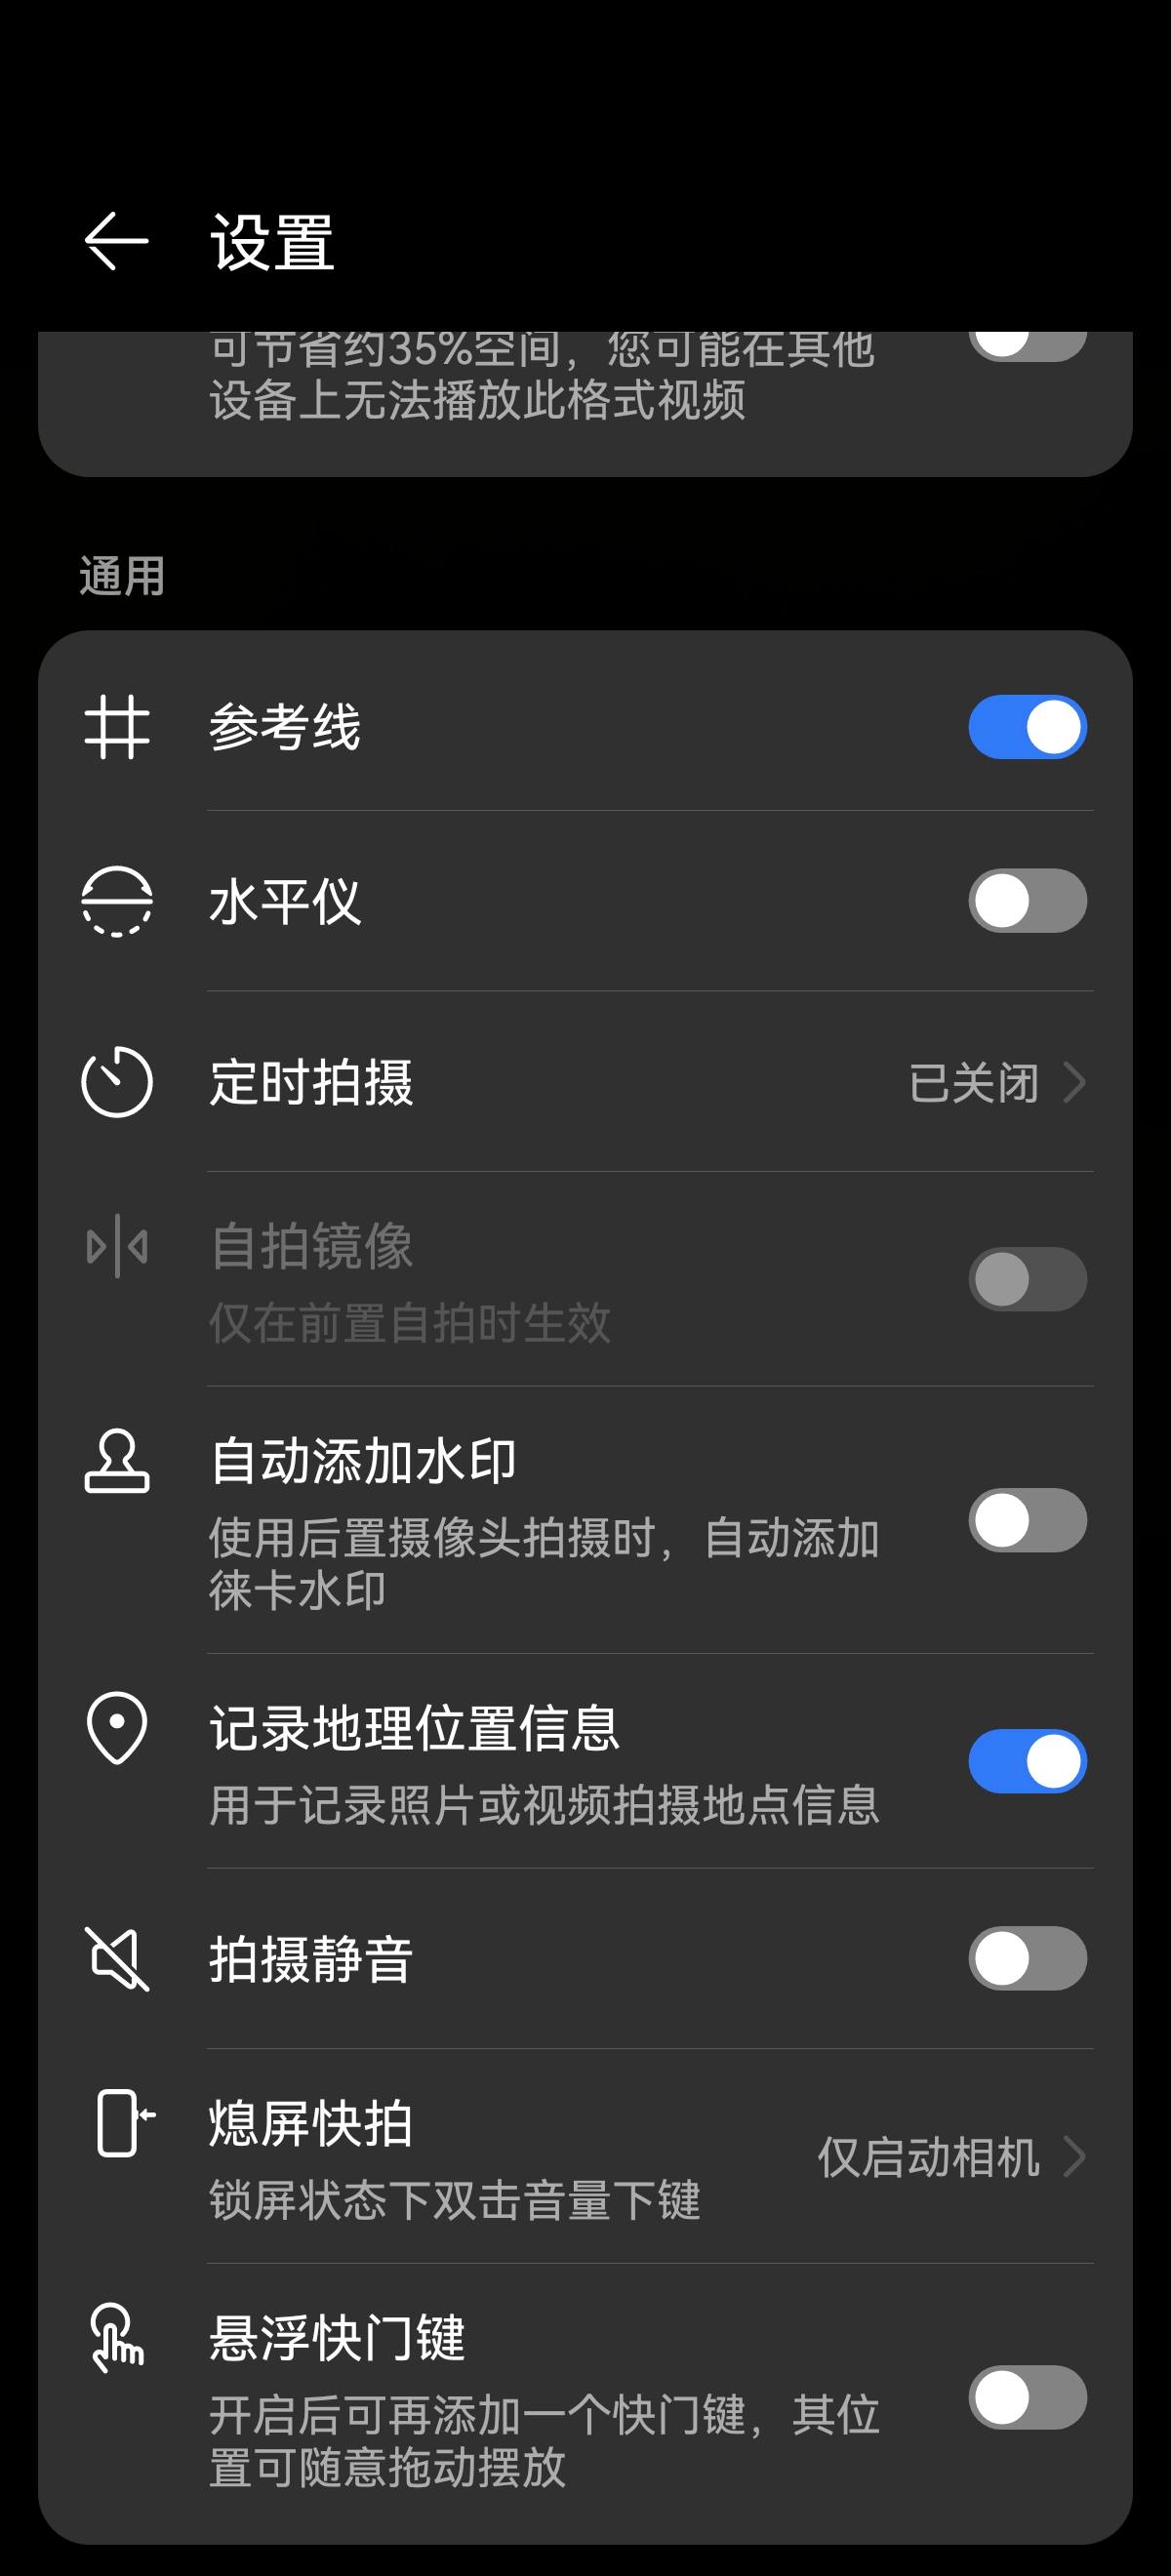 设置
可节省约35%空间，您可能在其他
设备上无法播放此格式视频
通用
参考线
水平仪
定时拍摄
已关闭
自拍镜像
仅在前置自拍时生效
自动添加水印
使用后置摄像头拍摄时，自动添加
徕卡水印
记录地理位置信息
用于记录照片或视频拍摄地点信息
拍摄静音
熄屏快拍
仅启动相机
锁屏状态下双击音量下键
悬浮快门键
开启后可再添加一个快门键，其位
置可随意拖动摆放